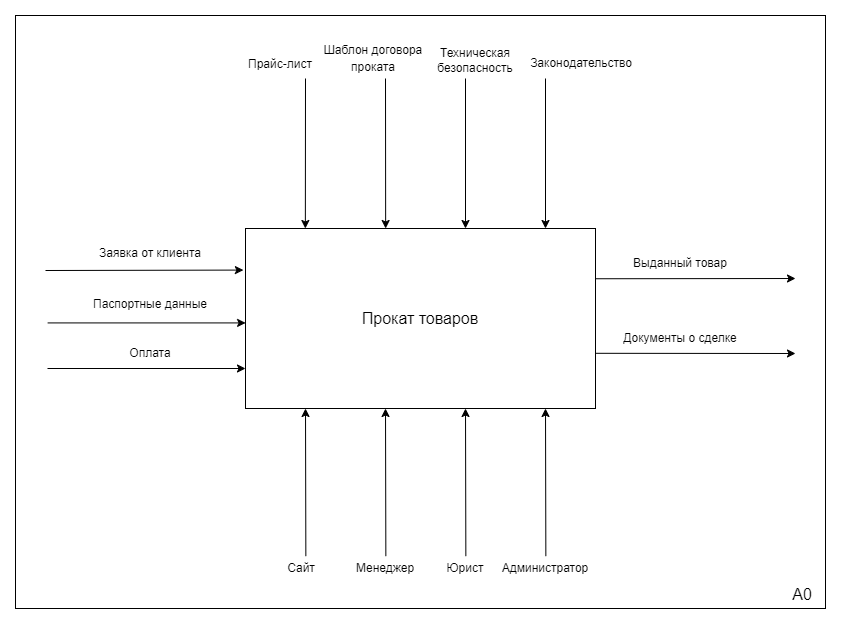 Прайс-лист
Шаблон договора
проката
Техническая
безопасность
Законодательство
Заявка от клиента
Паспортные данные
Оплата
Прокат товаров
Выданный товар
Документы о сделке
Сайт
Менеджер
Юрист
Администратор
A0